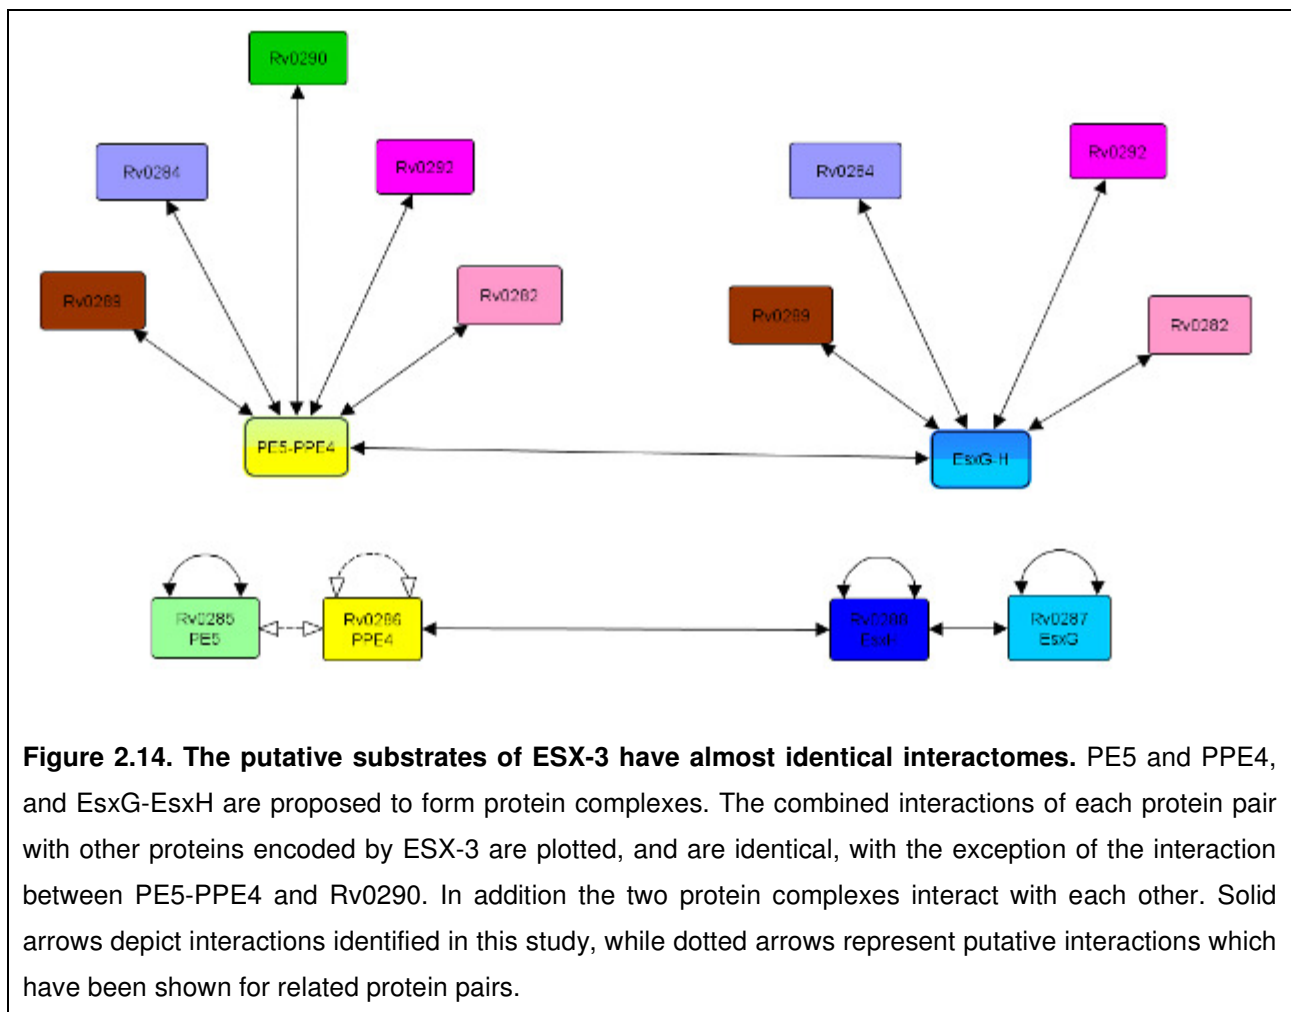 Rv0290
Rv0284
Rv0292
Rv0284
Rv0292
Rv0289
Rv0282
Rv0289
Rv0282
PE5-PPE4
EsxG-H
Rv0285
PE5
Rv0286
PPE4
Rv0288
EsxH
Rv0287
EsxG
Figure 2.14. The putative substrates of ESX-3 have almost identical interactomes. PE5 and PPE4,
and EsxG-EsxH are proposed to form protein complexes. The combined interactions of each protein pair
with other proteins encoded by ESX-3 are plotted, and are identical, with the exception of the interaction
between PE5-PPE4 and Rv0290. In addition the two protein complexes interact with each other. Solid
arrows depict interactions identified in this study, while dotted arrows represent putative interactions which
have been shown for related protein pairs.